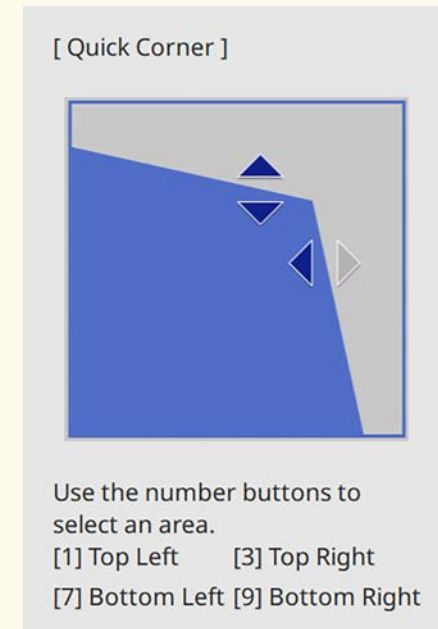 [ Quick Corner ]
Use the number buttons to
select an area.
[1] Top Left [3] Top Right
[7] Bottom Left [9] Bottom Right